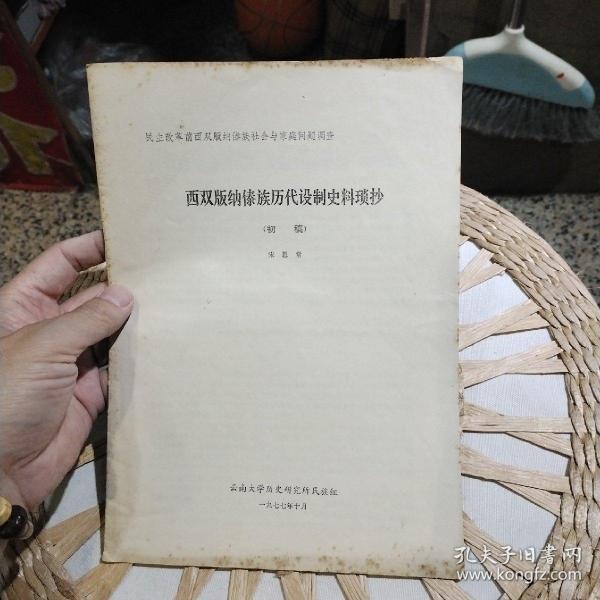 民主改革前西双版纳傣族社会与家庭问题调查
西双版纳傣族历代设制史料琐抄
（初 稿）
宋恩常
云南大学历史研究所民族组
一九七七年十月
孔夫子旧书网
www.kongfz.com